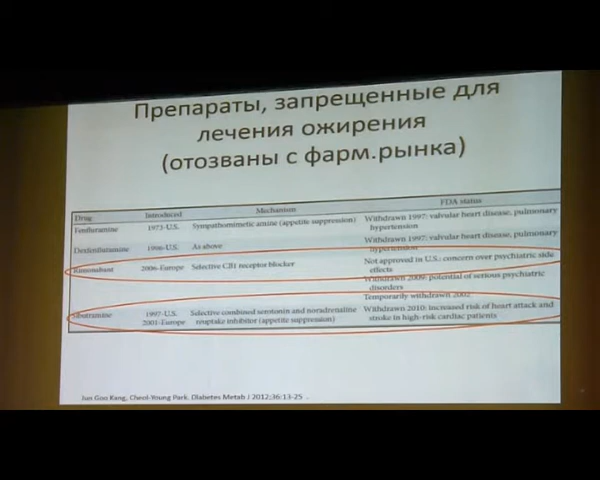 Препараты, запрещенные для
лечения ожирения
(отозваны с фарм.рынка)
Drug Introduced Mechanism FDA status
Fenfluramine 1973-U.S. Sympathomimetic amine (appetite suppression) Withdrawn 1997: valvular heart disease, pulmonary
hypertension
Dexfenfluramine 1996-U.S. As above Withdrawn 1997: valvular heart disease, pulmonary
hypertension
Rimonabant 2006-Europe Selective CB1 receptor blocker Not approved in U.S.: concern over psychiatric side
effects
Withdrawn 2009: potential of serious psychiatric
disorders
Temporarily withdrawn 2002
Sibutramine 1997-U.S. Selective combined serotonin and noradrenaline Withdrawn 2010: increased risk of heart attack and
2001-Europe reuptake inhibitor (appetite suppression) stroke in high-risk cardiac patients
Jun Goo Kang, Cheol-Young Park. Diabetes Metab J 2012;36:13-25 .